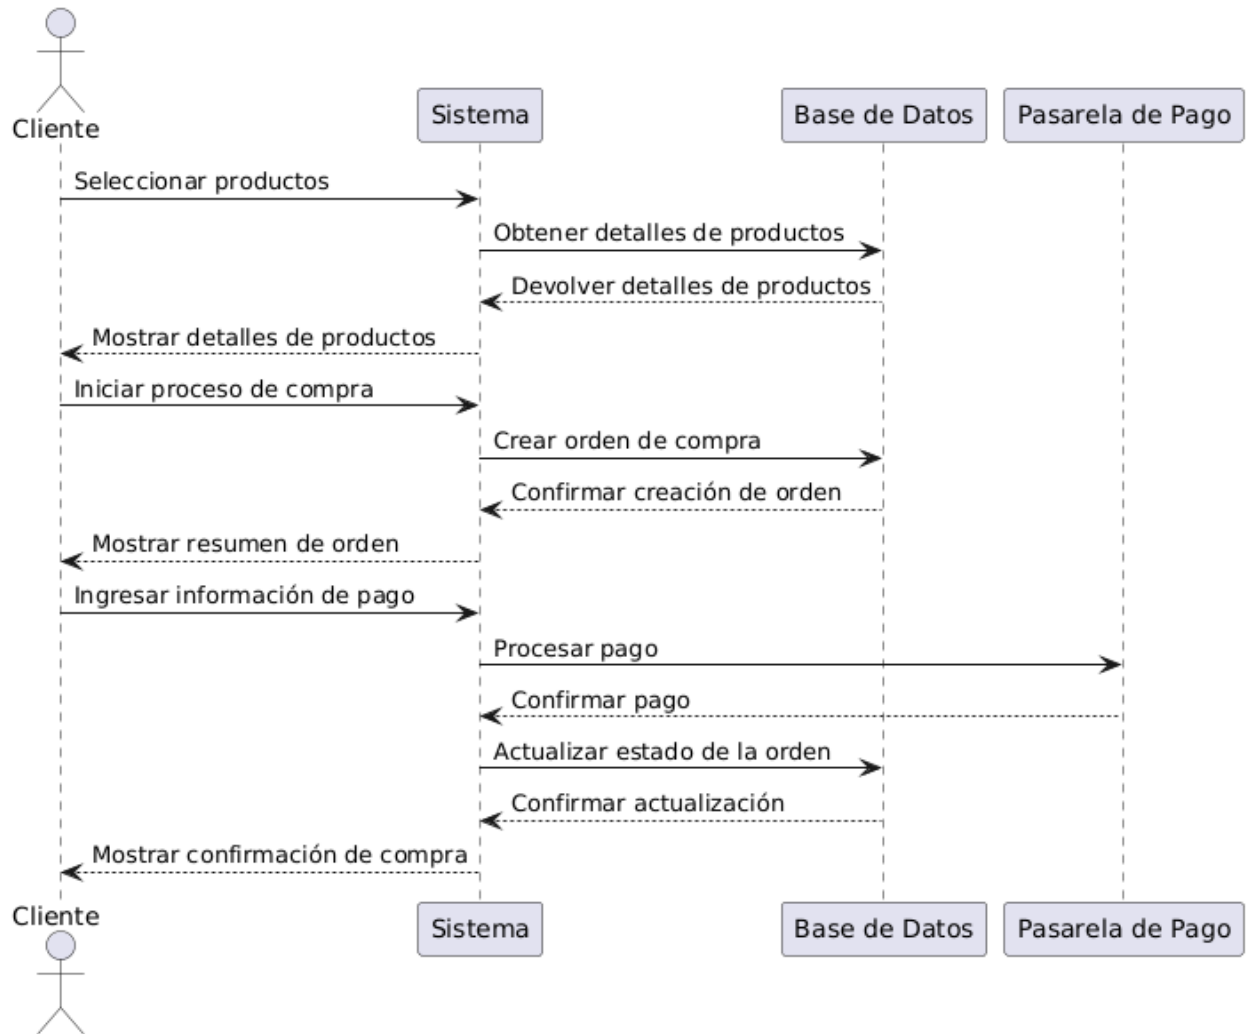 Cliente
Sistema
Base de Datos
Pasarela de Pago
Seleccionar productos
Obtener detalles de productos
Devolver detalles de productos
Mostrar detalles de productos
Iniciar proceso de compra
Crear orden de compra
Confirmar creación de orden
Mostrar resumen de orden
Ingresar información de pago
Procesar pago
Confirmar pago
Actualizar estado de la orden
Confirmar actualización
Mostrar confirmación de compra
Cliente
Sistema
Base de Datos
Pasarela de Pago